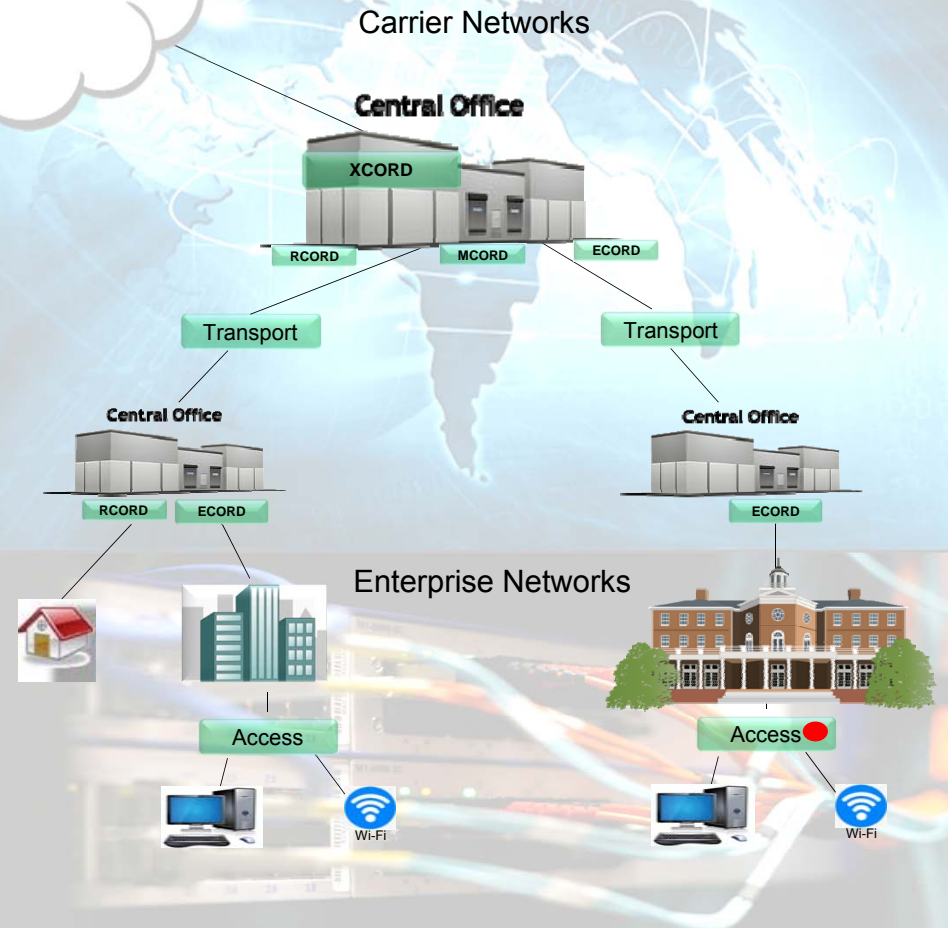 Carrier Networks
Central Office
XCORD
RCORD
MCORD
ECORD
Transport
Transport
Central Office
Central Office
RCORD
ECORD
ECORD
Enterprise Networks
Access
Access
Wi-Fi
Wi-Fi